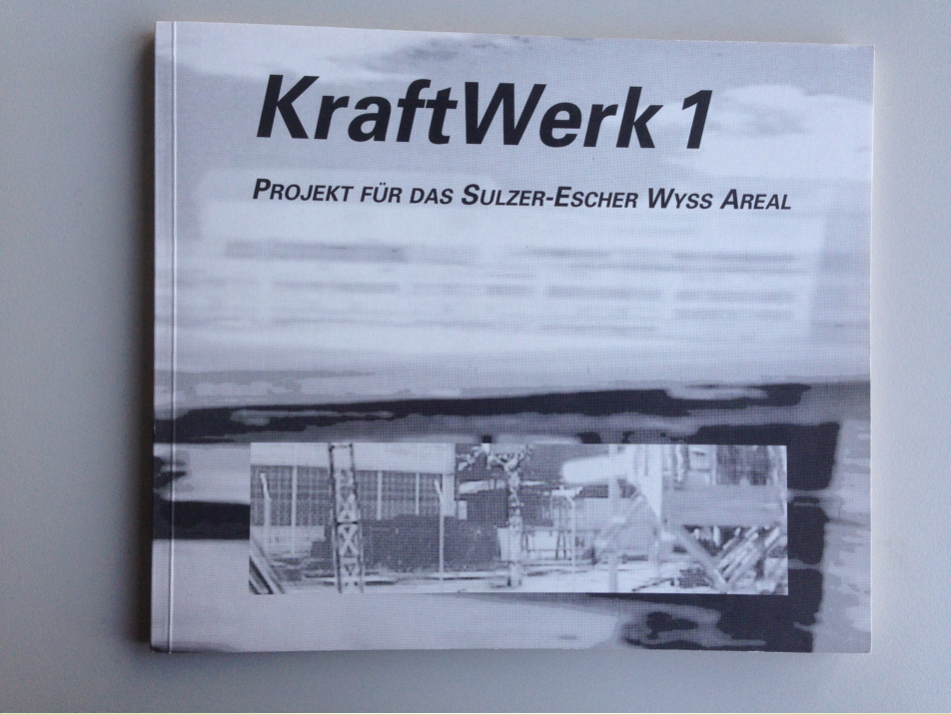 KraftWerk 1
PROJEKT FÜR DAS SULZER-ESCHER WYSS AREAL